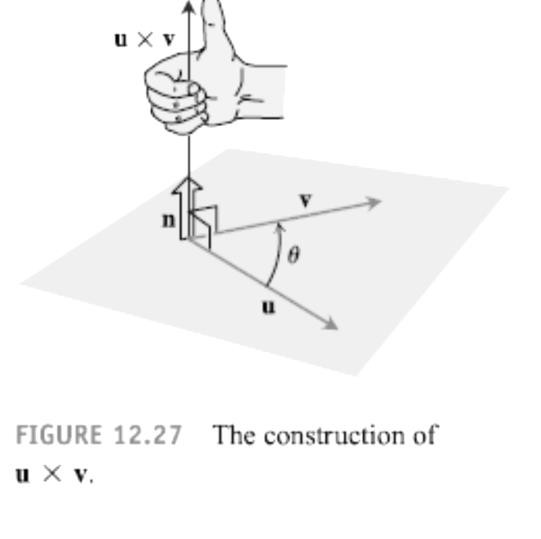 u × v
v
n
θ
u
FIGURE 12.27 The construction of
u × v.